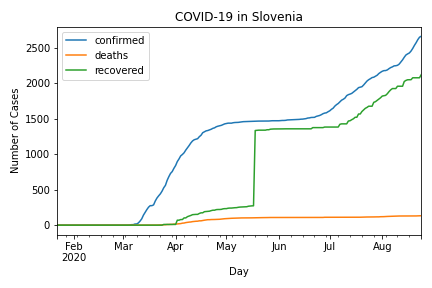 COVID-19 in Slovenia
confirmed
deaths
recovered
Number of Cases
2500
2000
1500
1000
500
0
Feb Mar Apr May Jun Jul Aug
2020
Day